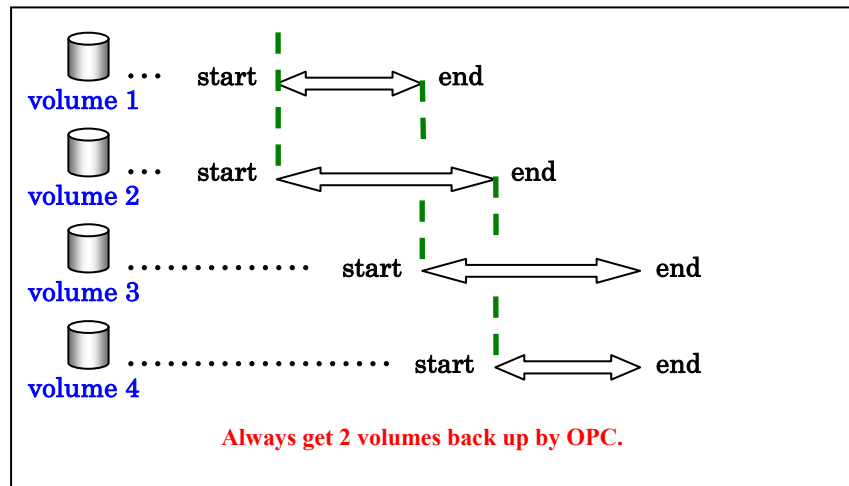 ... start end
volume 1
... start end
volume 2
............. start end
volume 3
................... start end
volume 4
Always get 2 volumes back up by OPC.